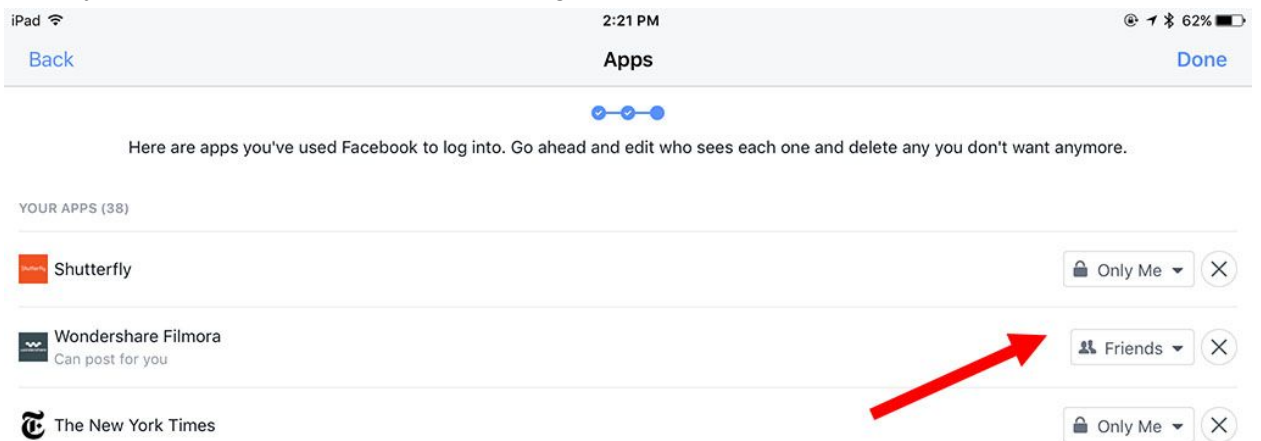 iPad 2:21 PM 62%
Back Apps Done
Here are apps you've used Facebook to log into. Go ahead and edit who sees each one and delete any you don't want anymore.
YOUR APPS (38)
Shutterfly Only Me
Wondershare Filmora
Can post for you
Friends
The New York Times Only Me